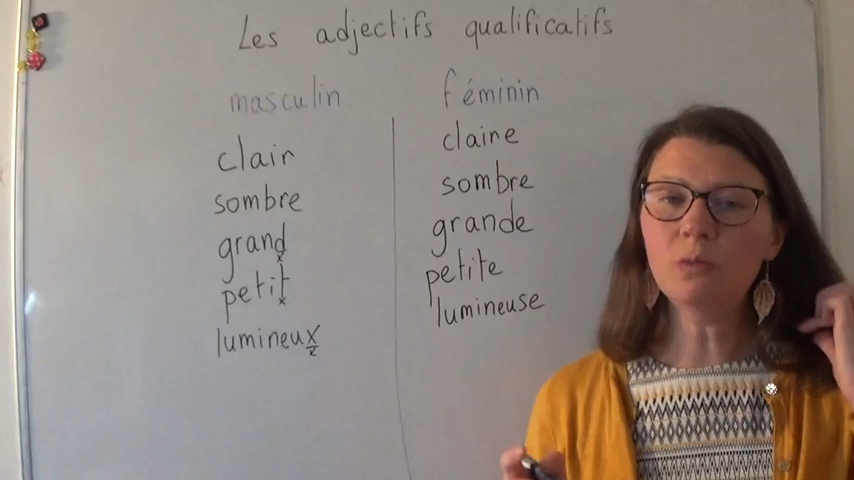 Les adjectifs qualificatifs
masculin féminin
clair claire
sombre sombre
grand grande
petit petite
lumineux lumineuse